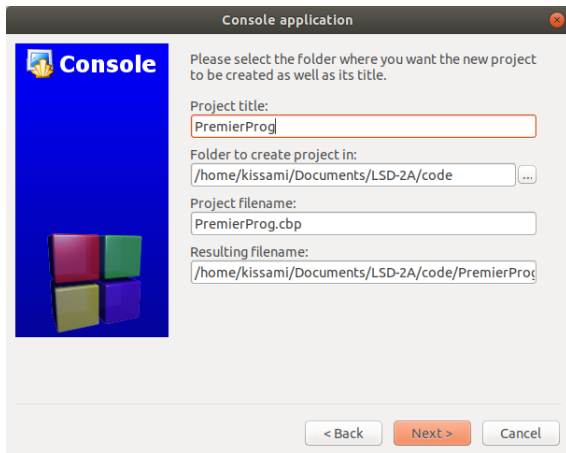 Console application
Console
Please select the folder where you want the new project
to be created as well as its title.
Project title:
PremierProg
Folder to create project in:
/home/kissami/Documents/LSD-2A/code
...
Project filename:
PremierProg.cbp
Resulting filename:
/home/kissami/Documents/LSD-2A/code/PremierProg
< Back
Next >
Cancel